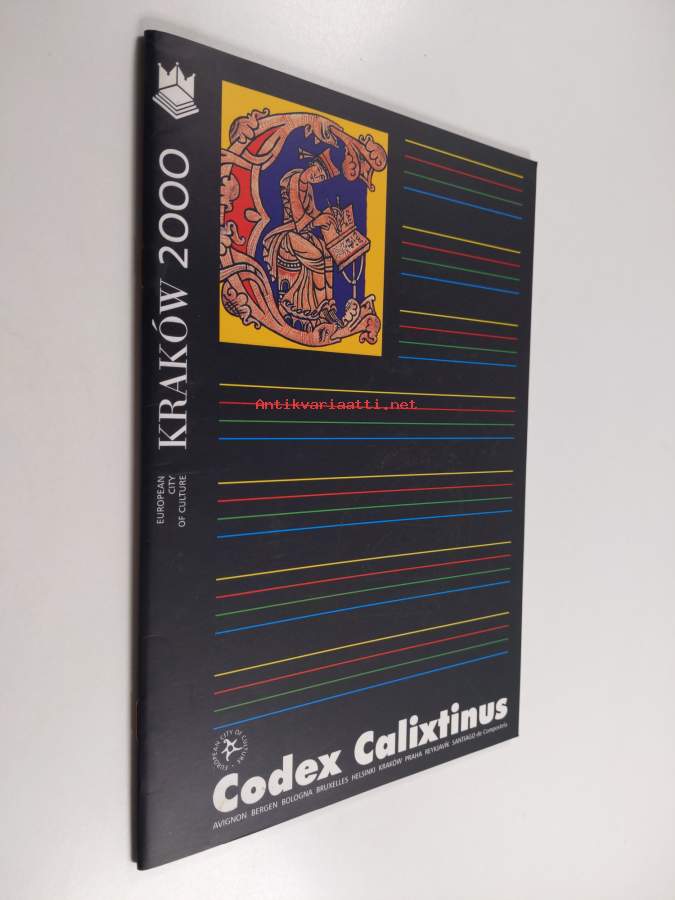 EUROPEAN
CITY
OF CULTURE
KRAKÓW 2000
Antikvariaatti.net
EUROPEAN CITY OF CULTURE
Codex Calixtinus
AVIGNON BERGEN BOLOGNA BRUXELLES HELSINKI KRAKÓW PRAHA REYKJAVÍK SANTIAGO de Compostela